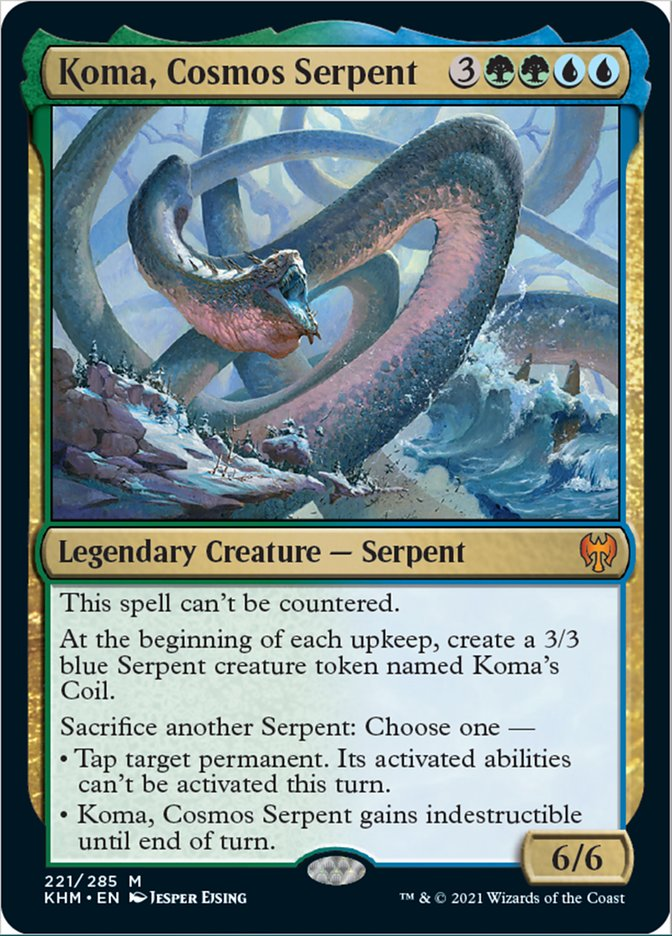 Koma, Cosmos Serpent 3
Legendary Creature — Serpent
This spell can't be countered.
At the beginning of each upkeep, create a 3/3
blue Serpent creature token named Koma's
Coil.
Sacrifice another Serpent: Choose one —
• Tap target permanent. Its activated abilities
can't be activated this turn.
• Koma, Cosmos Serpent gains indestructible
until end of turn.
6/6
221/285 M
KHM • EN Jesper Ejsing
™ & © 2021 Wizards of the Coast